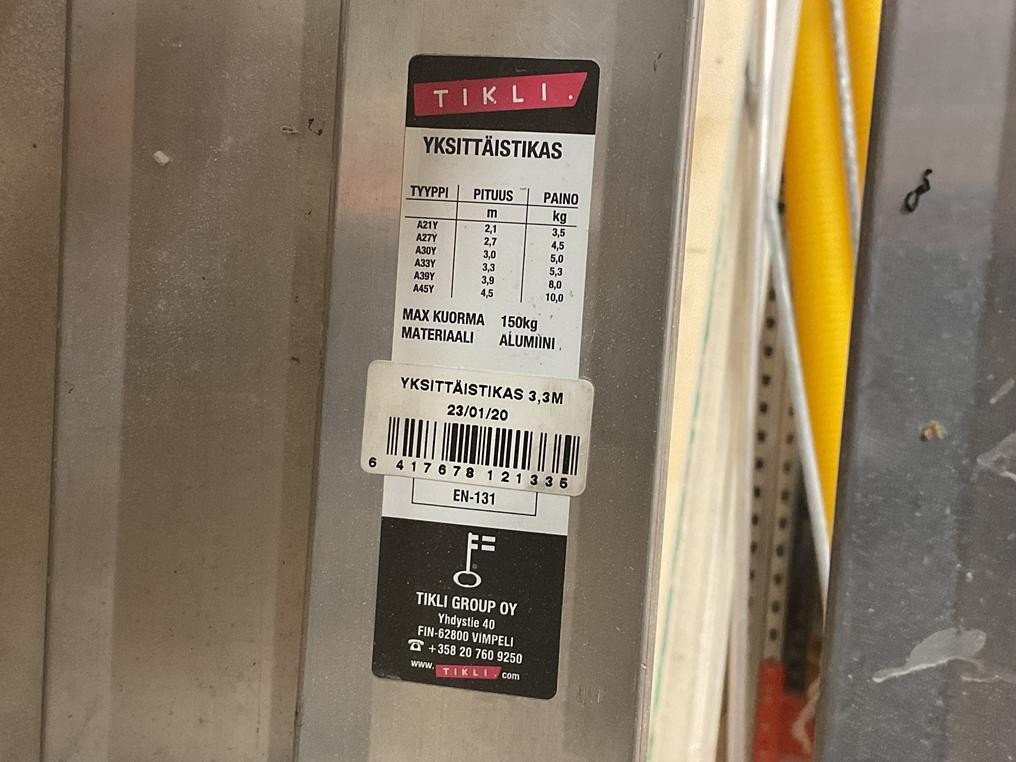 TIKLI.
YKSITTÄISTIKAS
TYYPPI PITUUS PAINO
m kg
A21Y 2,1 3,5
A27Y 2,7 4,5
A30Y 3,0 5,0
A33Y 3,3 5,3
A39Y 3,9 8,0
A45Y 4,5 10,0
MAX KUORMA 150kg
MATERIAALI ALUMIINI
YKSITTÄISTIKAS 3,3M
23/01/20
6 417678 121335
EN-131
TIKLI GROUP OY
Yhdystie 40
FIN-62800 VIMPELI
☎ +358 20 760 9250
www. TIKLI. com